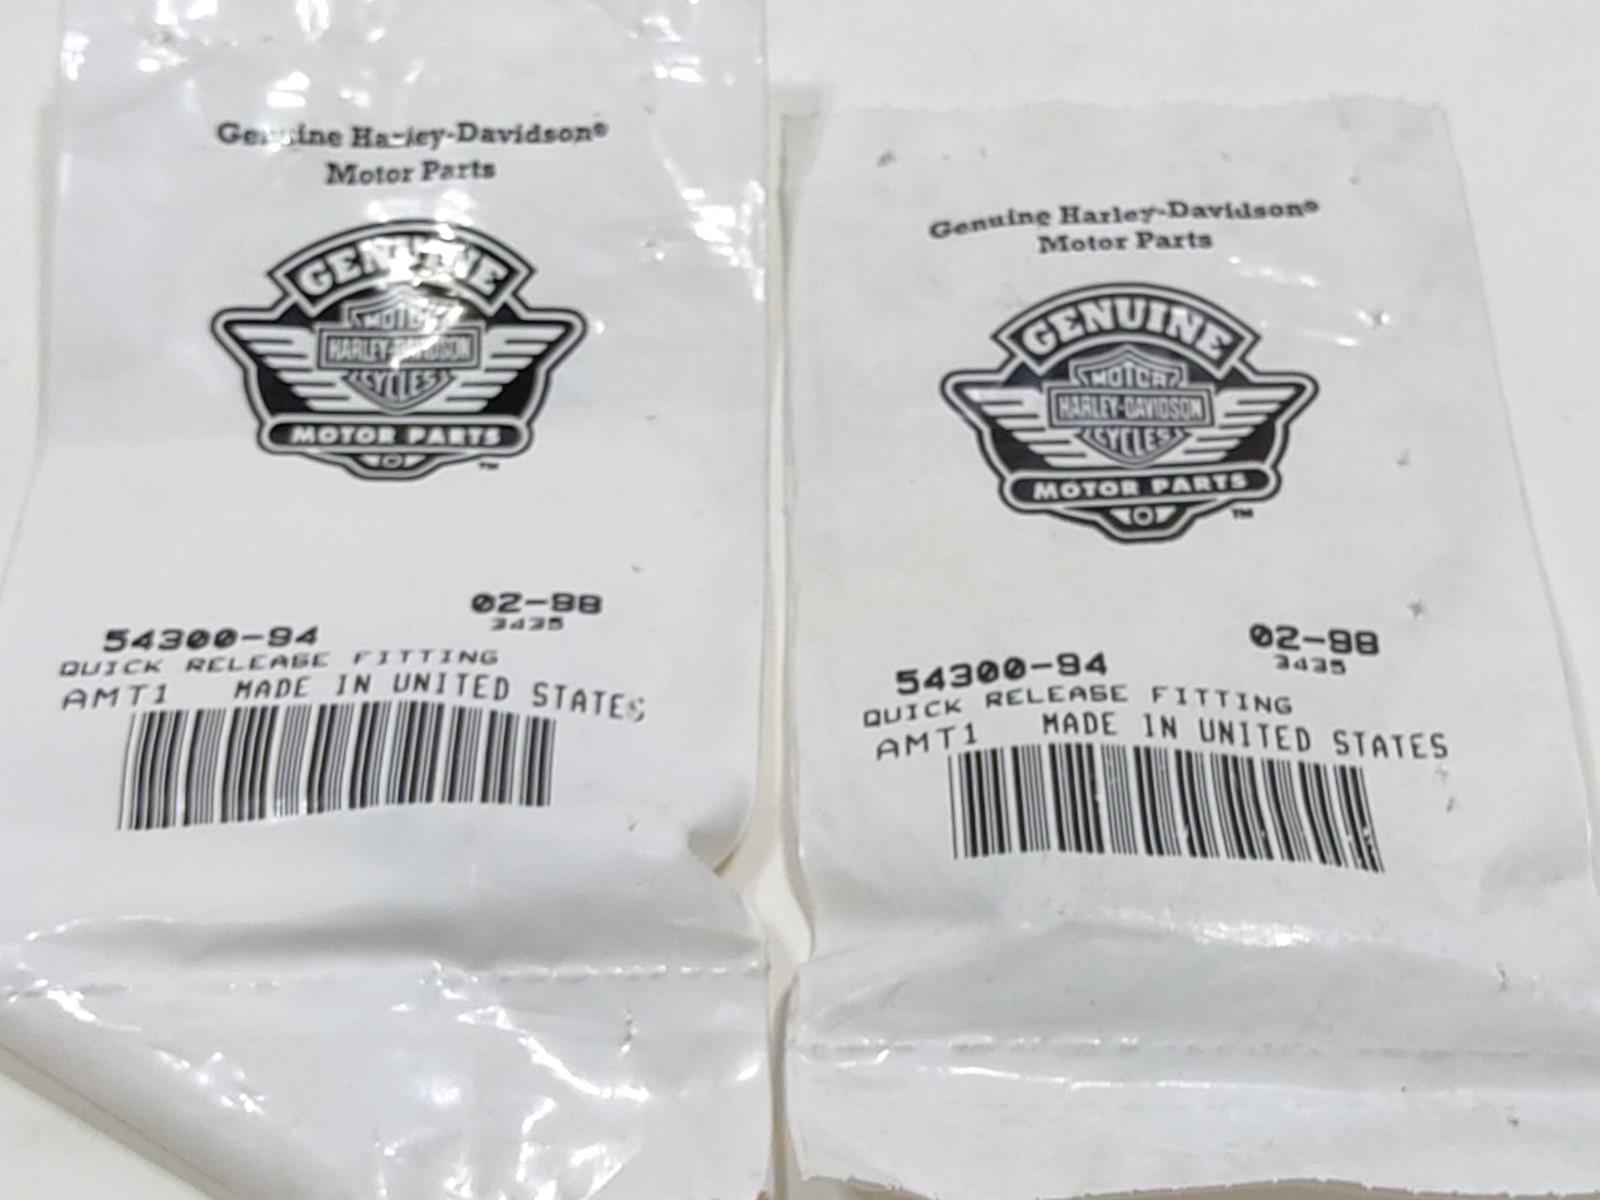 Genuine Harley-Davidson®
Motor Parts
GENUINE
MOTOR
HARLEY-DAVIDSON
CYCLES
MOTOR PARTS
™
02-98
3435
54300-94
QUICK RELEASE FITTING
AMT1 MADE IN UNITED STATES
Genuine Harley-Davidson®
Motor Parts
GENUINE
MOTOR
HARLEY-DAVIDSON
CYCLES
MOTOR PARTS
™
02-98
3435
54300-94
QUICK RELEASE FITTING
AMT1 MADE IN UNITED STATES